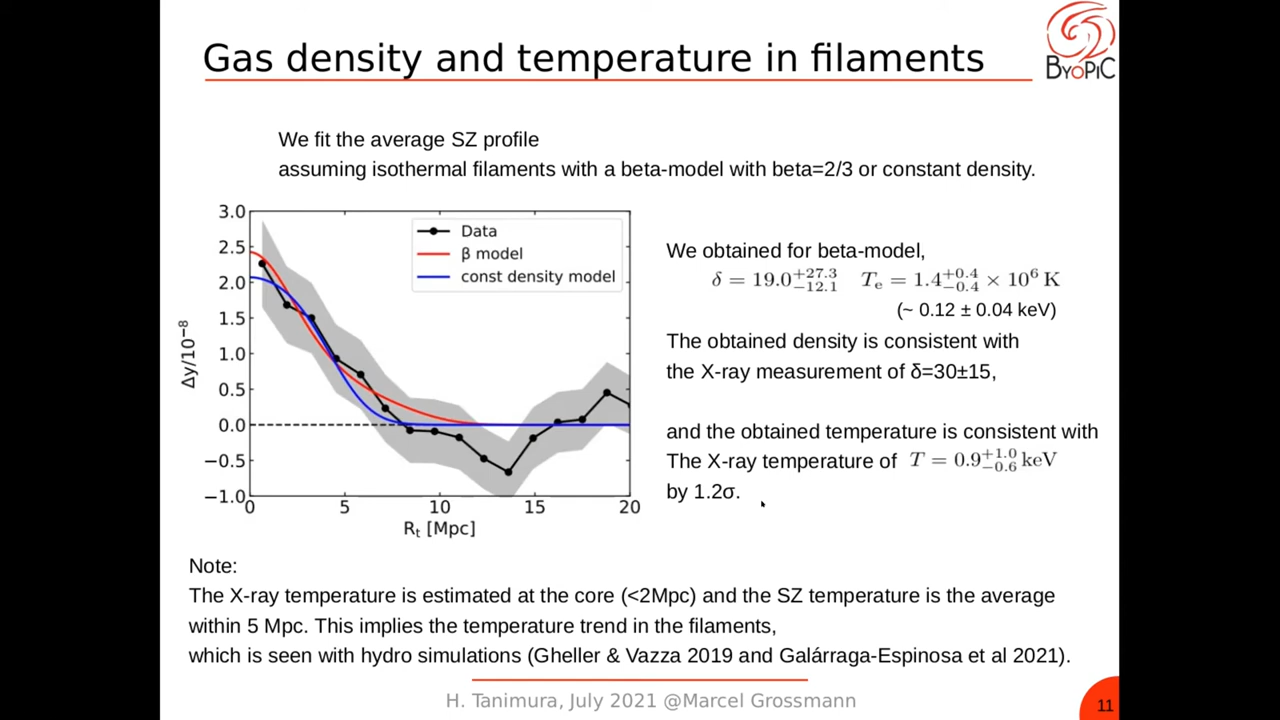 Gas density and temperature in filaments
BYOPIC
We fit the average SZ profile
assuming isothermal filaments with a beta-model with beta=2/3 or constant density.
3.0
2.5
2.0
1.5
1.0
0.5
0.0
−0.5
−1.0
Δy/10⁻⁸
Data
β model
const density model
0 5 10 15 20
Rₜ [Mpc]
We obtained for beta-model,
δ = 19.0 +27.3 −12.1 Tₑ = 1.4 +0.4 −0.4 × 10⁶ K
(~ 0.12 ± 0.04 keV)
The obtained density is consistent with
the X-ray measurement of δ=30±15,
and the obtained temperature is consistent with
The X-ray temperature of T = 0.9 +1.0 −0.6 keV
by 1.2σ.
Note:
The X-ray temperature is estimated at the core (<2Mpc) and the SZ temperature is the average
within 5 Mpc. This implies the temperature trend in the filaments,
which is seen with hydro simulations (Gheller & Vazza 2019 and Galárraga-Espinosa et al 2021).
H. Tanimura, July 2021 @Marcel Grossmann
11